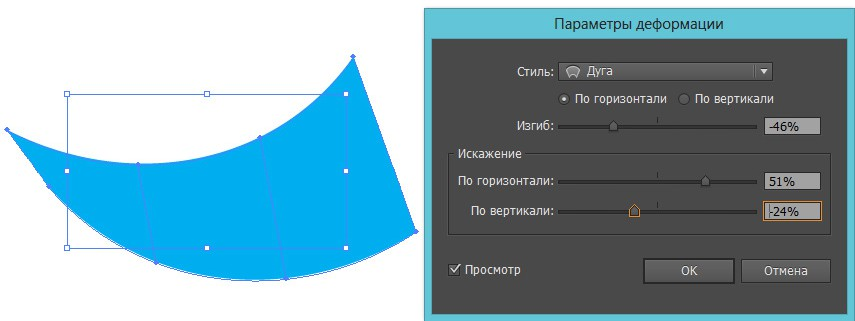 Параметры деформации
Стиль: Дуга
По горизонтали По вертикали
Изгиб: -46%
Искажение
По горизонтали: 51%
По вертикали: -24%
Просмотр OK Отмена